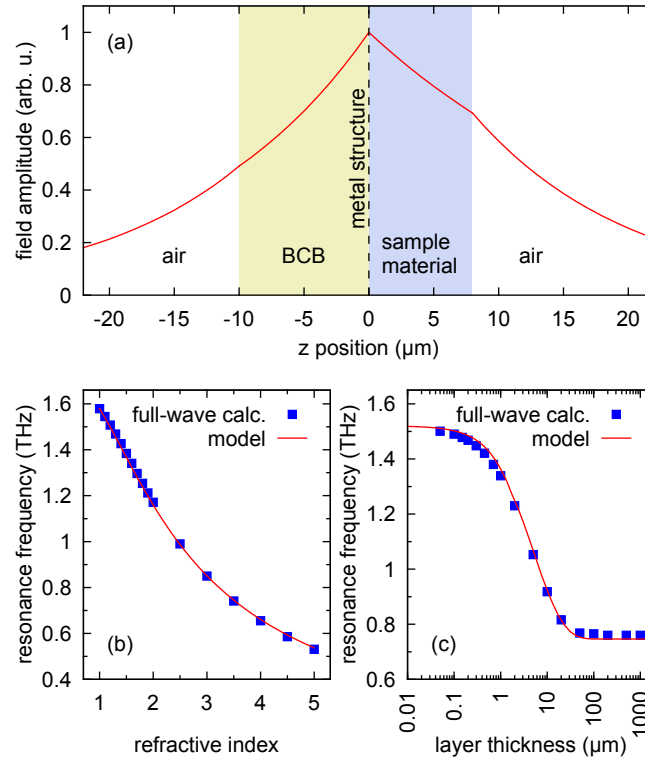 (a)
field amplitude (arb. u.)
1
0.8
0.6
0.4
0.2
0
air
BCB
metal structure
sample
material
air
-20
-15
-10
-5
0
5
10
15
20
z position (µm)
resonance frequency (THz)
1.6
1.4
1.2
1
0.8
0.6
0.4
full-wave calc.
model
(b)
1
2
3
4
5
refractive index
resonance frequency (THz)
1.6
1.4
1.2
1
0.8
0.6
full-wave calc.
model
(c)
0.01
0.1
1
10
100
1000
layer thickness (µm)